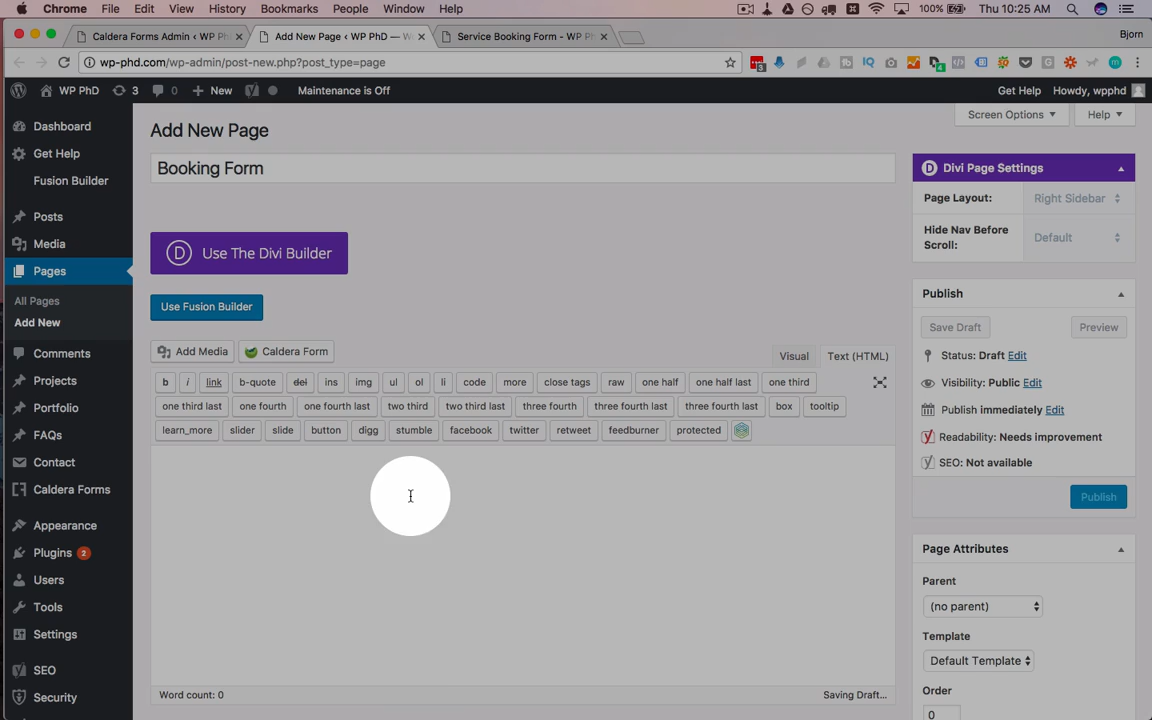 Chrome File Edit View History Bookmarks People Window Help 100% Thu 10:25 AM
Caldera Forms Admin ‹ WP Ph × Add New Page ‹ WP PhD — W × Service Booking Form - WP Ph × Bjorn
wp-phd.com/wp-admin/post-new.php?post_type=page
WP PhD 3 0 + New Maintenance is Off Get Help Howdy, wpphd
Screen Options Help
Dashboard
Get Help
Fusion Builder
Posts
Media
Pages
All Pages
Add New
Comments
Projects
Portfolio
FAQs
Contact
Caldera Forms
Appearance
Plugins 2
Users
Tools
Settings
SEO
Security
Add New Page
Booking Form
D Use The Divi Builder
Use Fusion Builder
Add Media Caldera Form Visual Text (HTML)
b i link b-quote del ins img ul ol li code more close tags raw one half one half last one third
one third last one fourth one fourth last two third two third last three fourth three fourth last three fourth last box tooltip
learn_more slider slide button digg stumble facebook twitter retweet feedburner protected
Word count: 0 Saving Draft...
D Divi Page Settings
Page Layout: Right Sidebar
Hide Nav Before Scroll: Default
Publish
Save Draft Preview
Status: Draft Edit
Visibility: Public Edit
Publish immediately Edit
Readability: Needs improvement
SEO: Not available
Publish
Page Attributes
Parent
(no parent)
Template
Default Template
Order
0